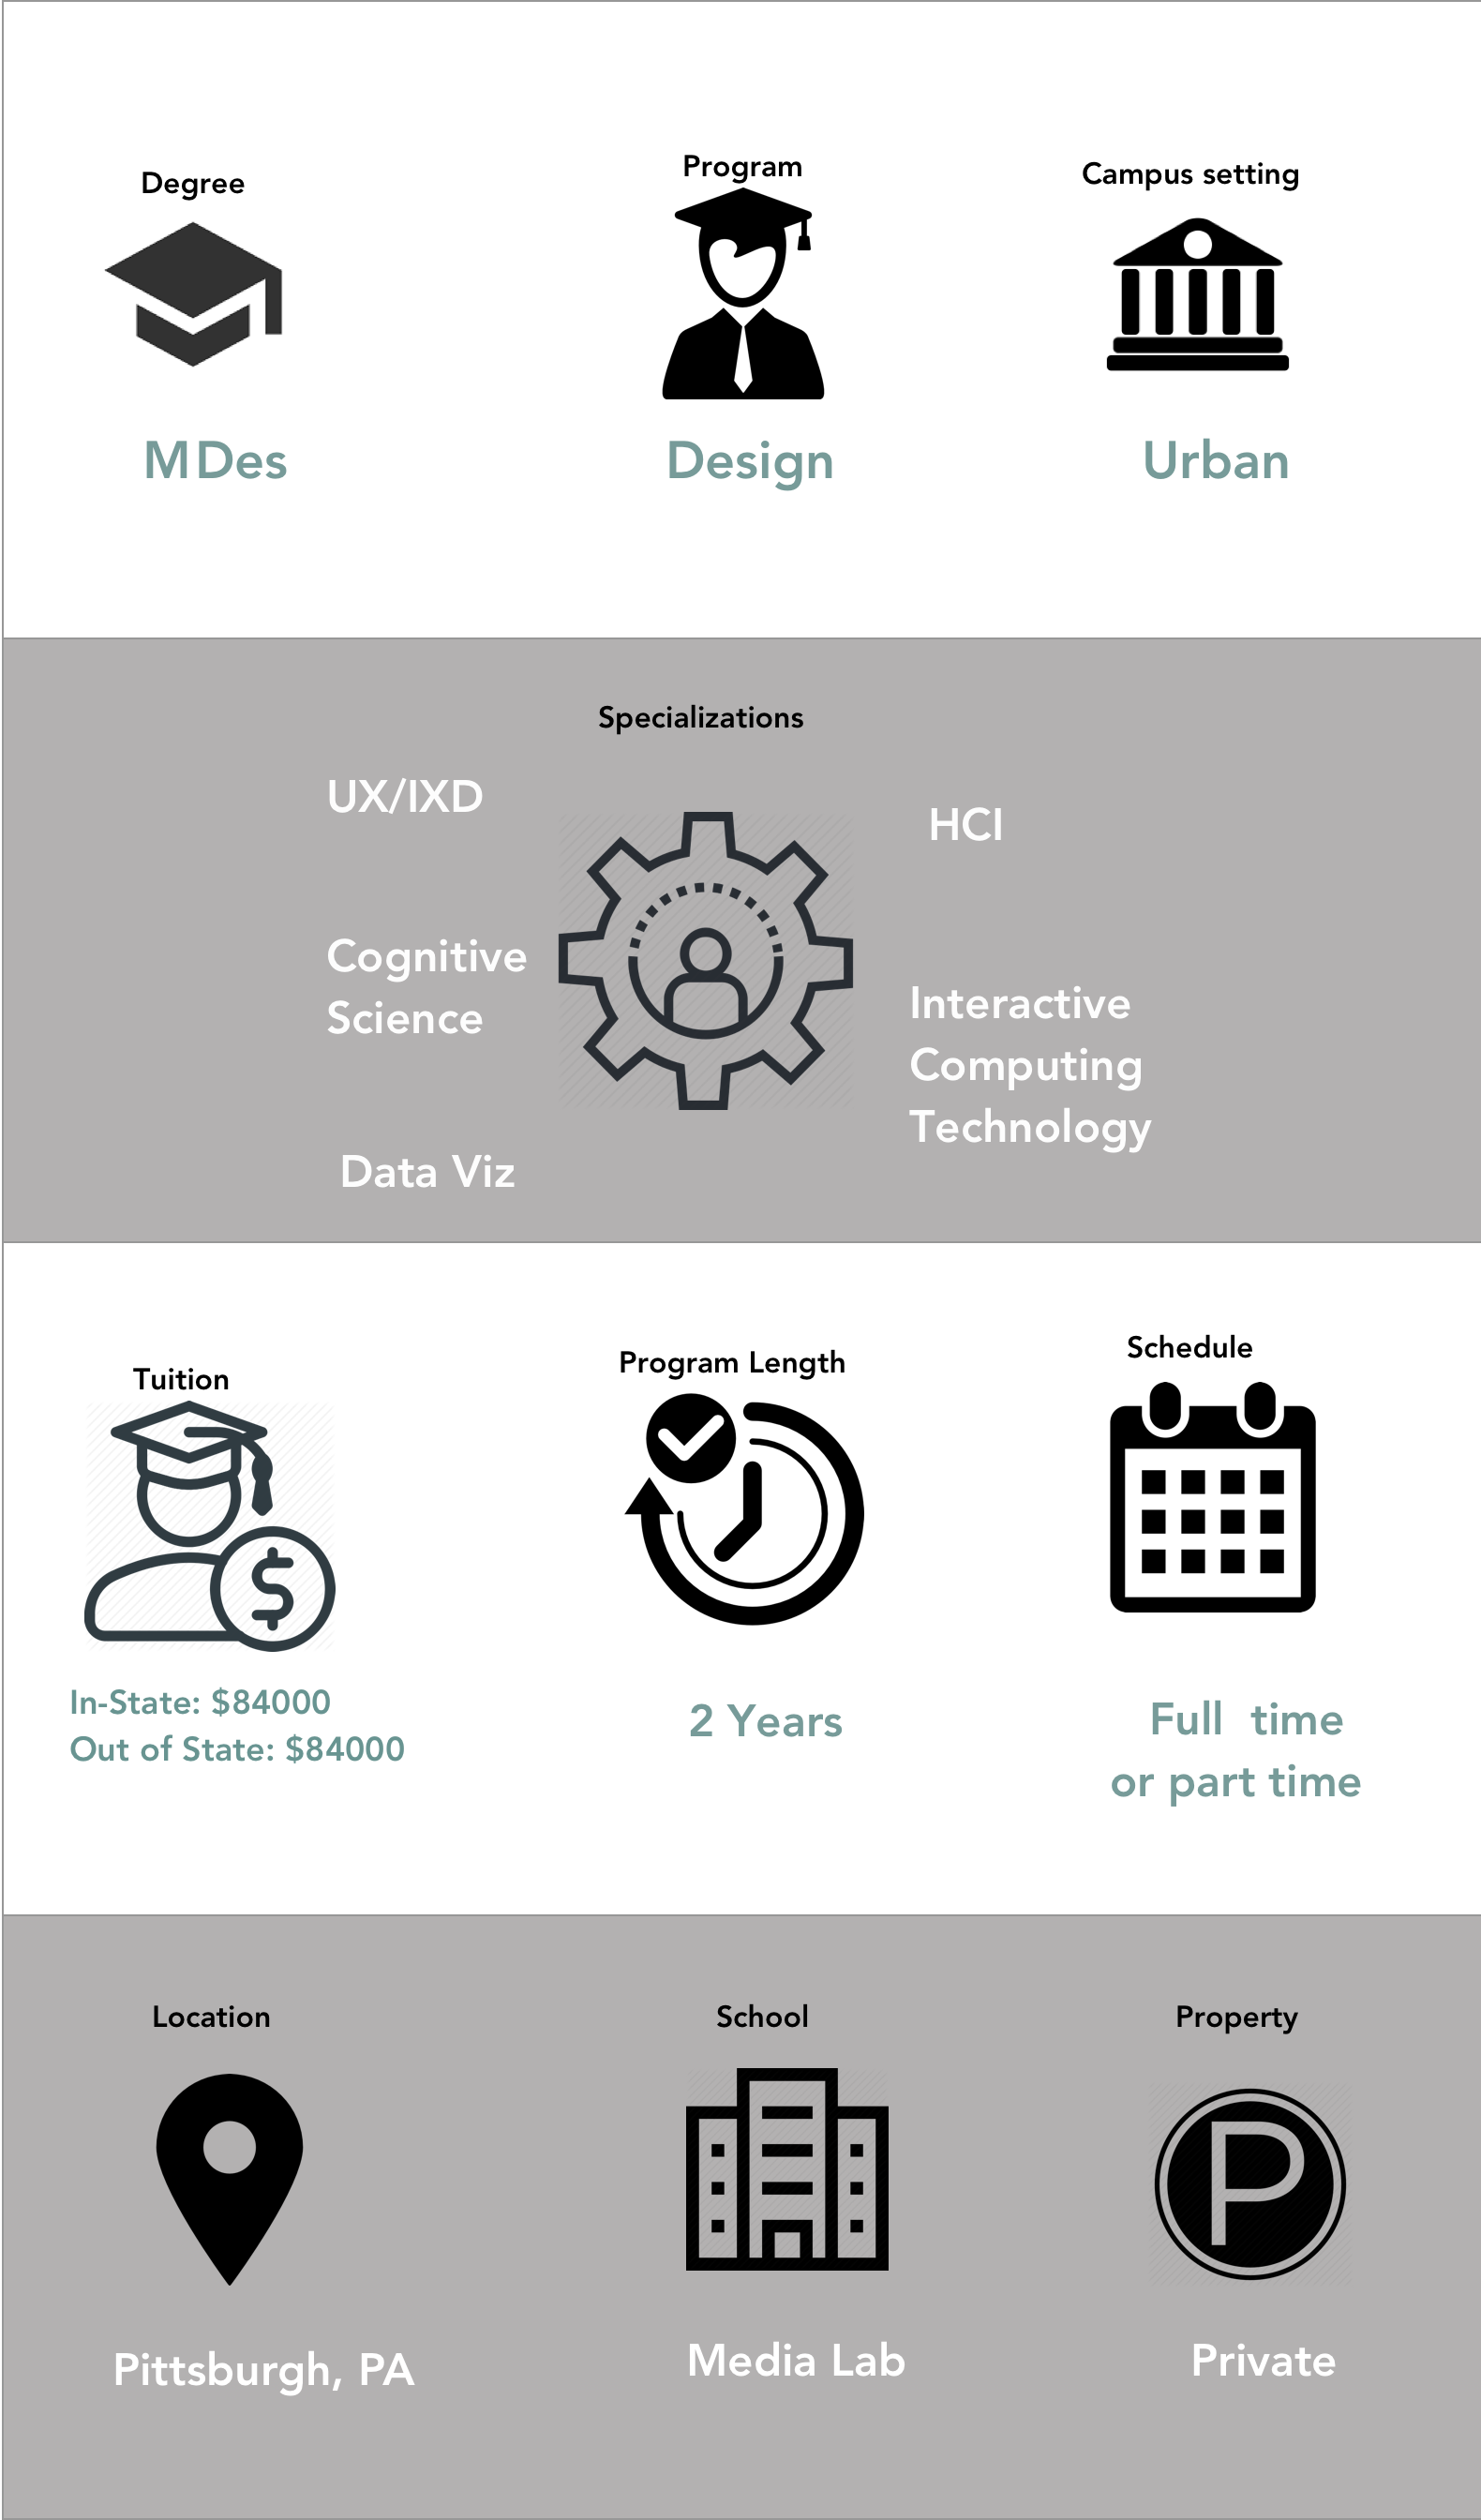 Degree
Program
Campus setting
MDes
Design
Urban
Specializations
UX/IXD
HCI
Cognitive
Science
Interactive
Computing
Technology
Data Viz
Tuition
Program Length
Schedule
$
In-State: $84000
Out of State: $84000
2 Years
Full time
or part time
Location
School
Property
P
Pittsburgh, PA
Media Lab
Private